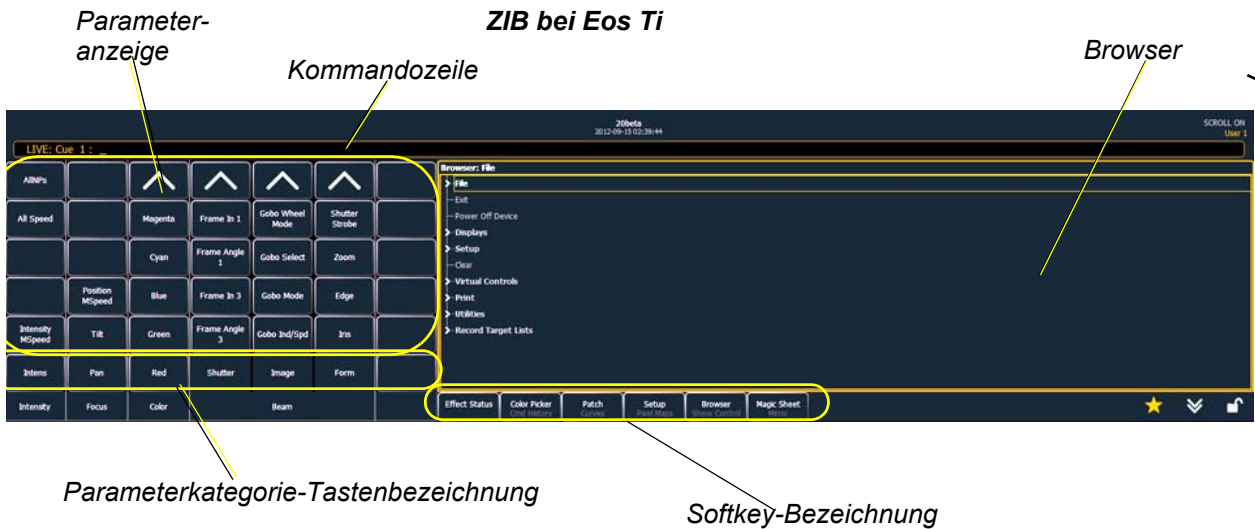 Parameter-
anzeige
ZIB bei Eos Ti
Kommandozeile
Browser
20beta
2012-09-15 02:39:44
SCROLL ON
User 1
LIVE: Cue 1 : _
AllNPs
All Speed
Magenta
Frame In 1
Gobo Wheel
Mode
Shutter
Strobe
Cyan
Frame Angle
1
Gobo Select
Zoom
Position
MSpeed
Blue
Frame In 3
Gobo Mode
Edge
Intensity
MSpeed
Tilt
Green
Frame Angle
3
Gobo Ind/Spd
Iris
Intens
Pan
Red
Shutter
Image
Form
Intensity
Focus
Color
Beam
Browser: File
File
Exit
Power Off Device
Displays
Setup
Clear
Virtual Controls
Print
Utilities
Record Target Lists
Effect Status
Color Picker
Cmd History
Patch
Curves
Setup
Pixel Maps
Browser
Show Control
Magic Sheet
Mirror
Parameterkategorie-Tastenbezeichnung
Softkey-Bezeichnung